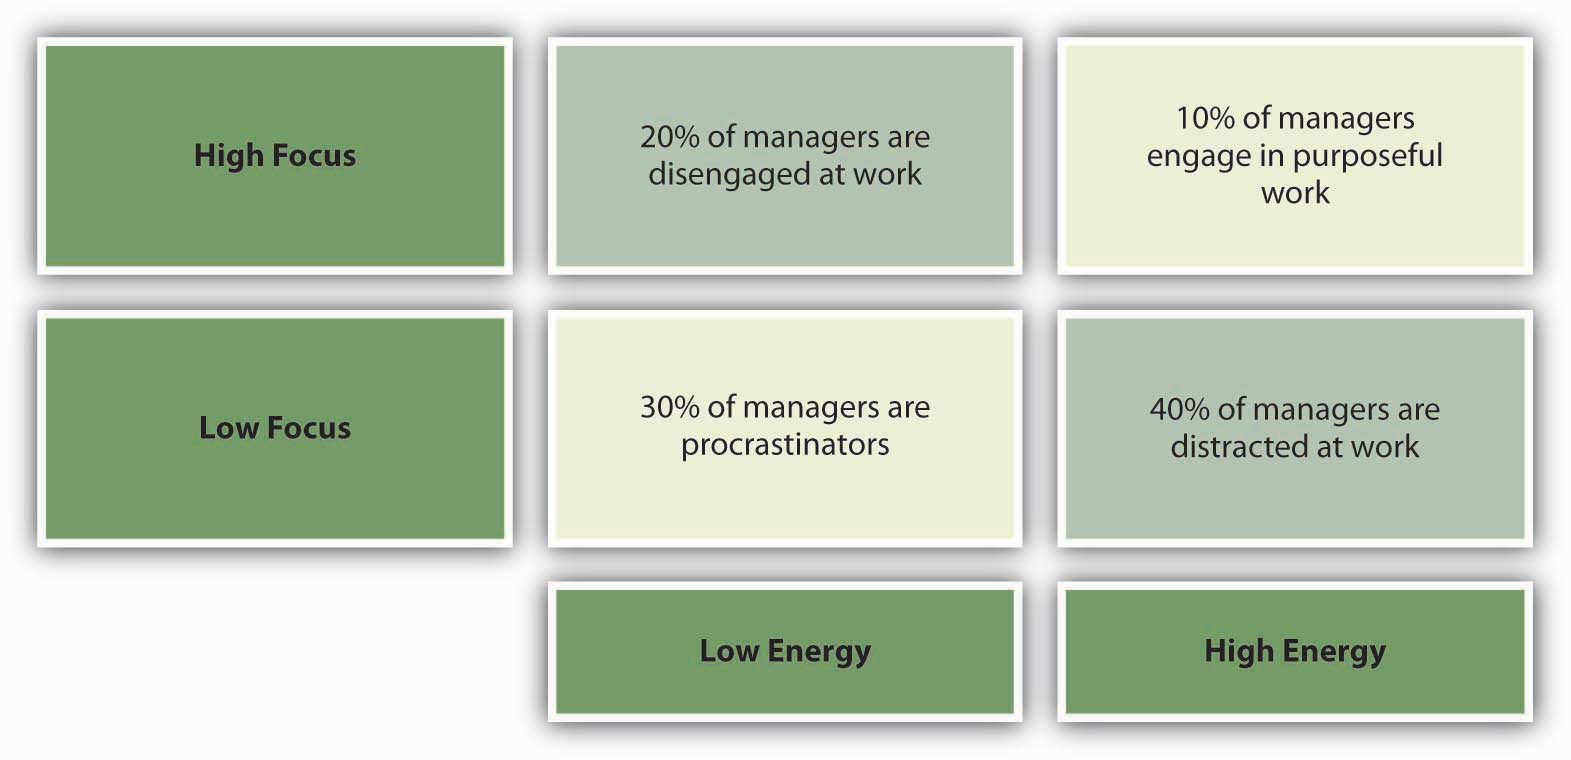 High Focus
20% of managers are
disengaged at work
10% of managers
engage in purposeful
work
Low Focus
30% of managers are
procrastinators
40% of managers are
distracted at work
Low Energy
High Energy